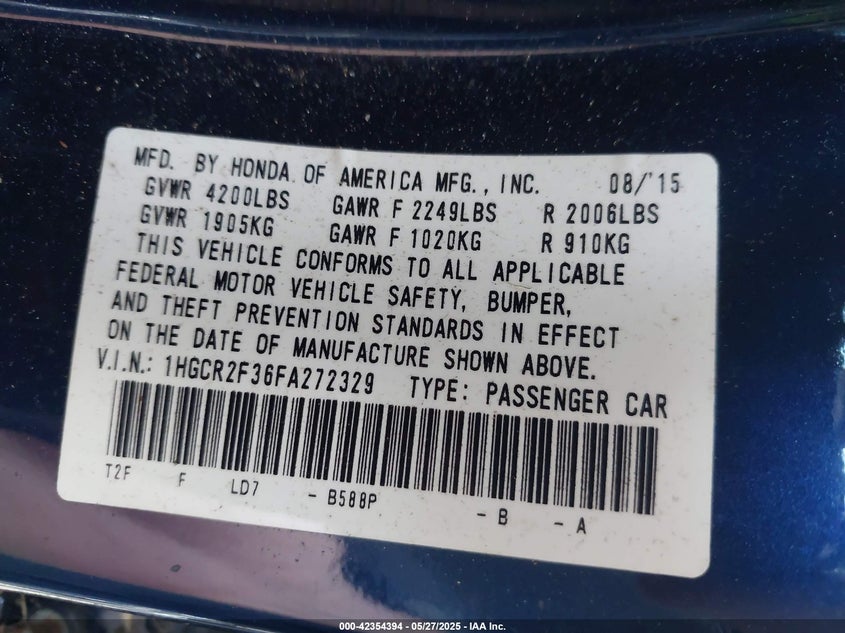 MFD. BY HONDA OF AMERICA MFG., INC. 08/'15
GVWR 4200LBS GAWR F 2249LBS R 2006LBS
GVWR 1905KG GAWR F 1020KG R 910KG
THIS VEHICLE CONFORMS TO ALL APPLICABLE
FEDERAL MOTOR VEHICLE SAFETY, BUMPER,
AND THEFT PREVENTION STANDARDS IN EFFECT
ON THE DATE OF MANUFACTURE SHOWN ABOVE.
V.I.N.: 1HGCR2F36FA272329 TYPE: PASSENGER CAR
T2F F LD7 - B588P - B - A
000-42354394 - 05/27/2025 - IAA Inc.